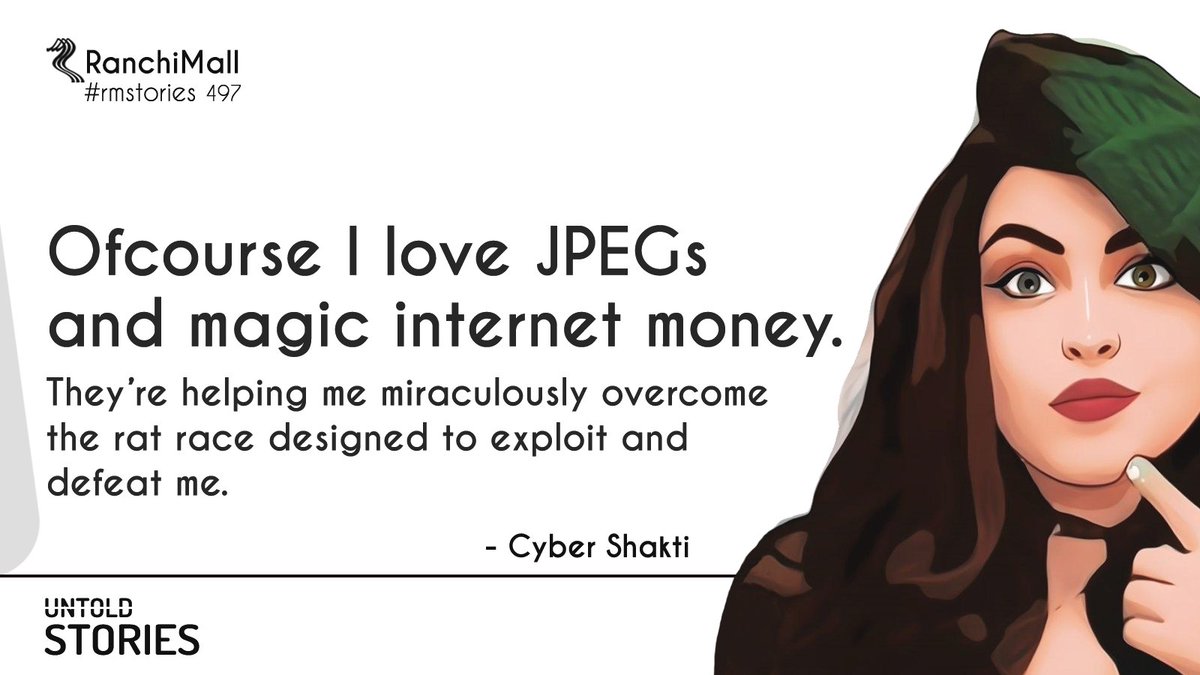 RanchiMall
#rmstories 497
Ofcourse I love JPEGs
and magic internet money.
They're helping me miraculously overcome
the rat race designed to exploit and
defeat me.
- Cyber Shakti
UNTOLD
STORIES